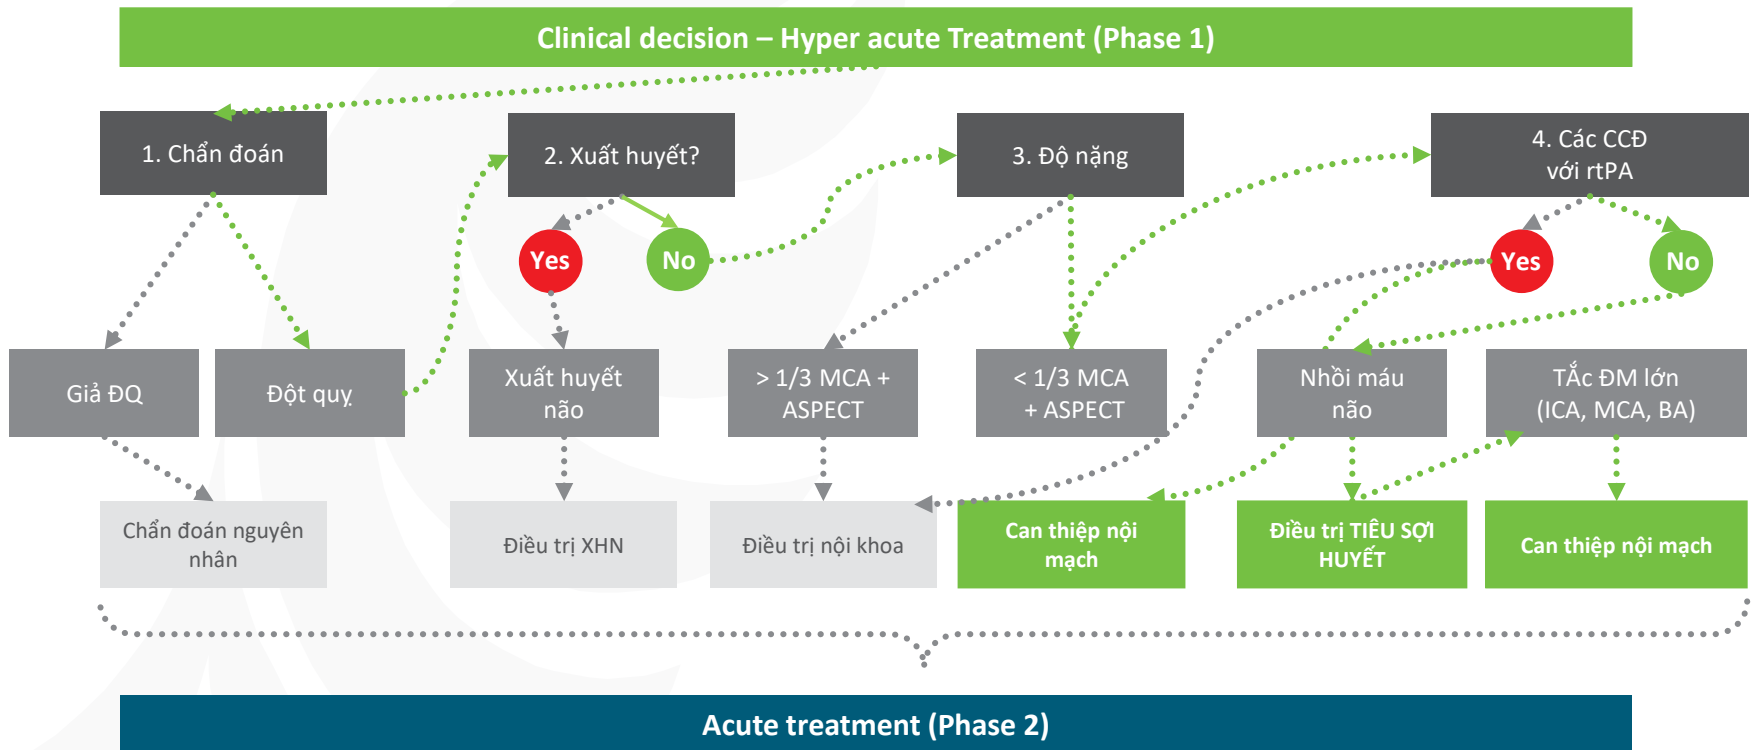 Clinical decision – Hyper acute Treatment (Phase 1)
1. Chẩn đoán
2. Xuất huyết?
3. Độ nặng
4. Các CCĐ
với rtPA
Yes
No
Yes
No
Giả ĐQ
Đột quỵ
Xuất huyết
não
> 1/3 MCA +
ASPECT
< 1/3 MCA
+ ASPECT
Nhồi máu
não
TẮc ĐM lớn
(ICA, MCA, BA)
Chẩn đoán nguyên
nhân
Điều trị XHN
Điều trị nội khoa
Can thiệp nội
mạch
Điều trị TIÊU SỢI
HUYẾT
Can thiệp nội mạch
Acute treatment (Phase 2)